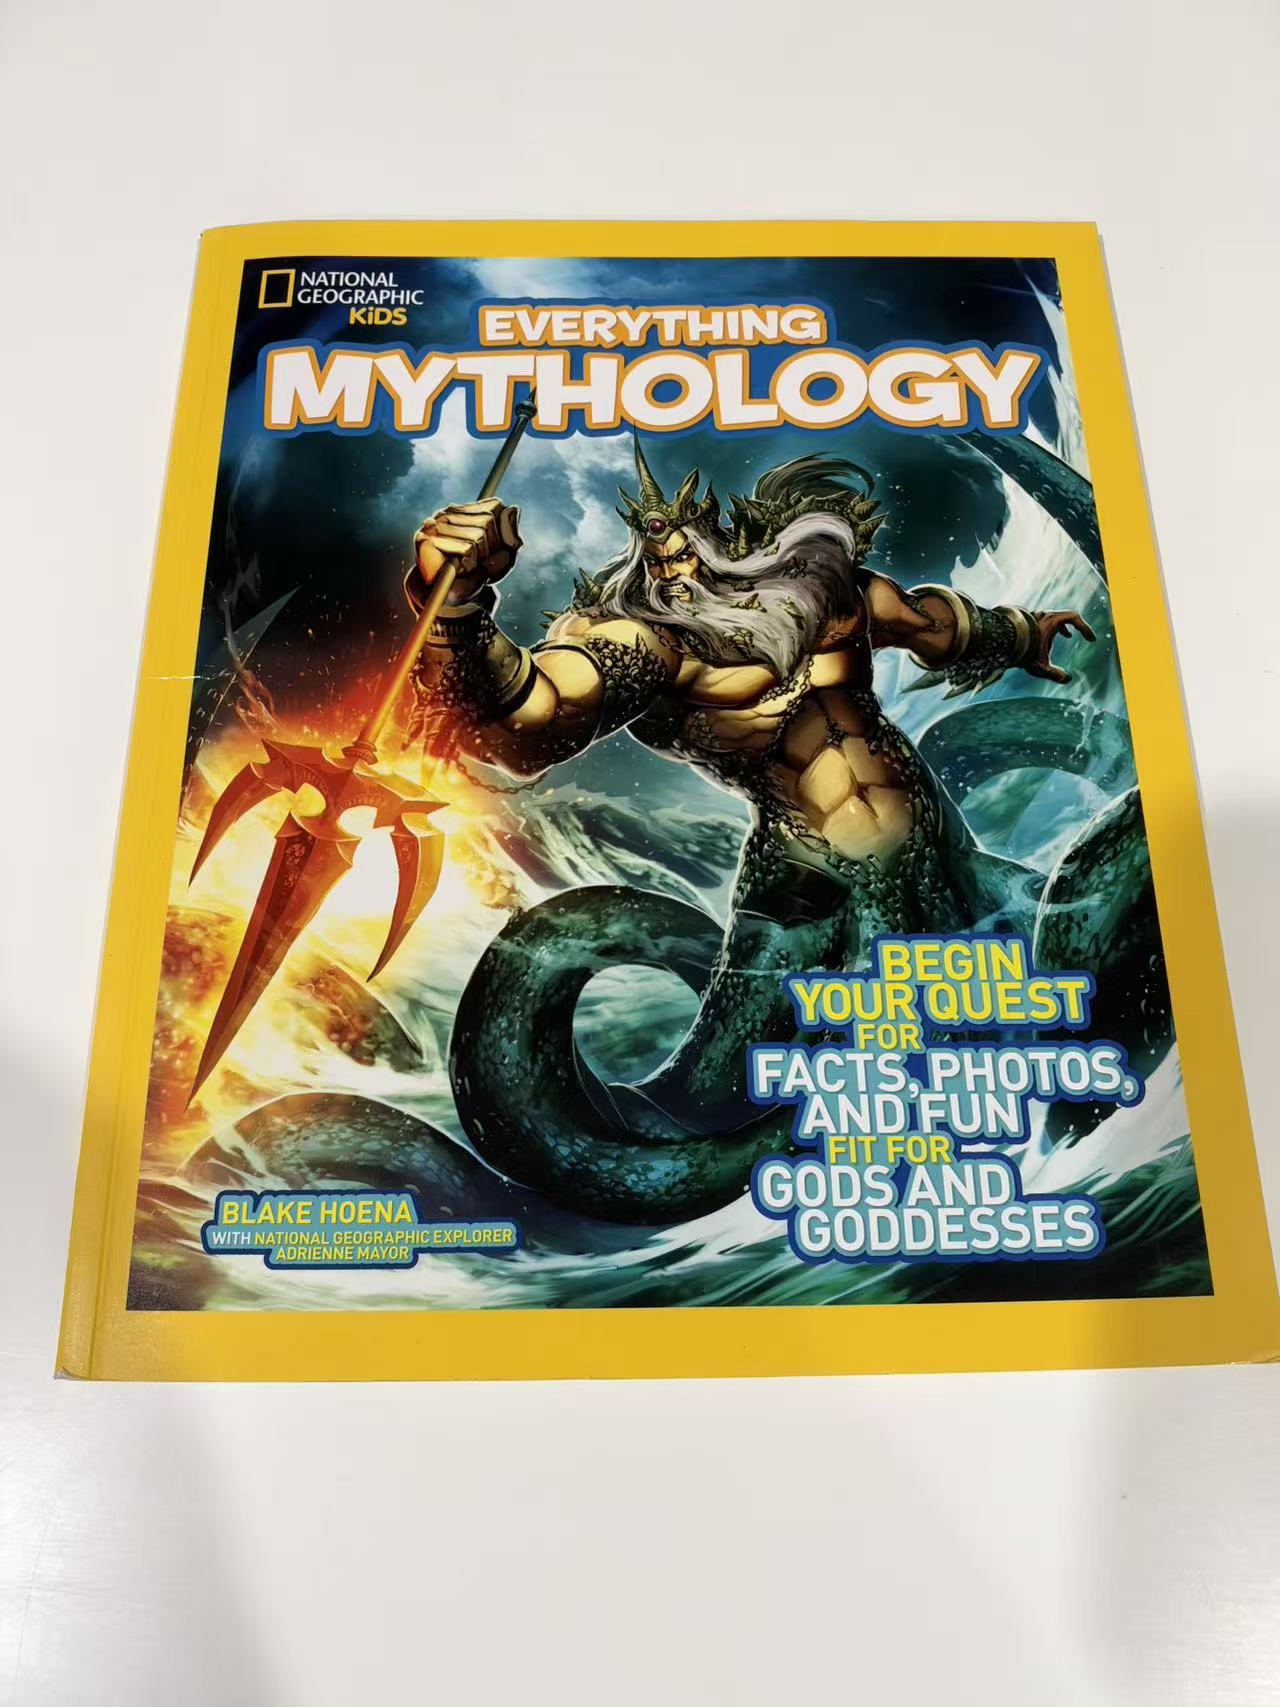 NATIONAL
GEOGRAPHIC
KiDS
EVERYTHING
MYTHOLOGY
BEGIN
YOUR QUEST
FOR
FACTS, PHOTOS,
AND FUN
FIT FOR
GODS AND
GODDESSES
BLAKE HOENA
WITH NATIONAL GEOGRAPHIC EXPLORER
ADRIENNE MAYOR